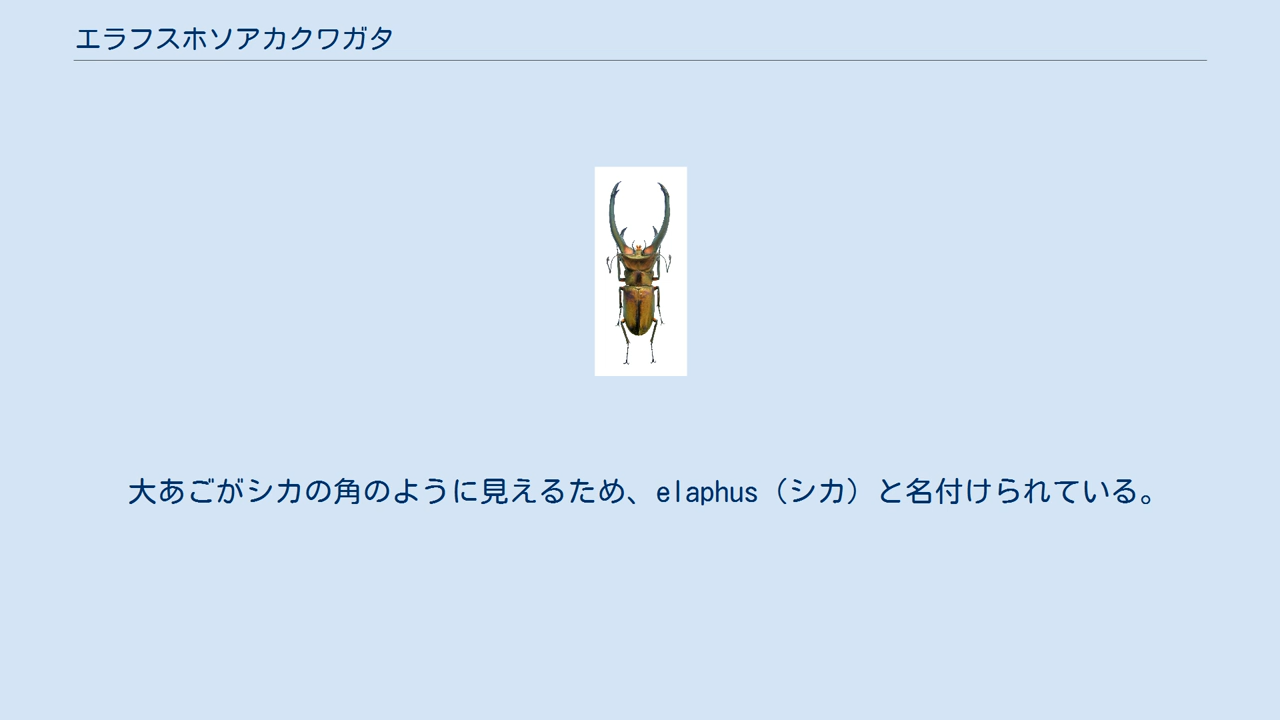 エラフスホソアカクワガタ
大あごがシカの角のように見えるため、elaphus（シカ）と名付けられている。